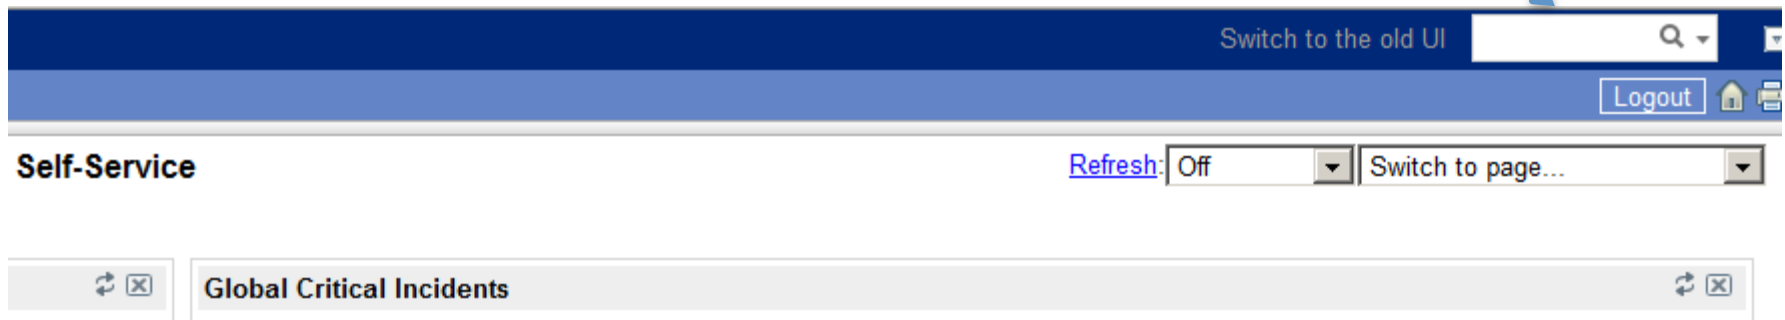 Switch to the old UI
Logout
Self-Service
Refresh: Off
Switch to page...
Global Critical Incidents